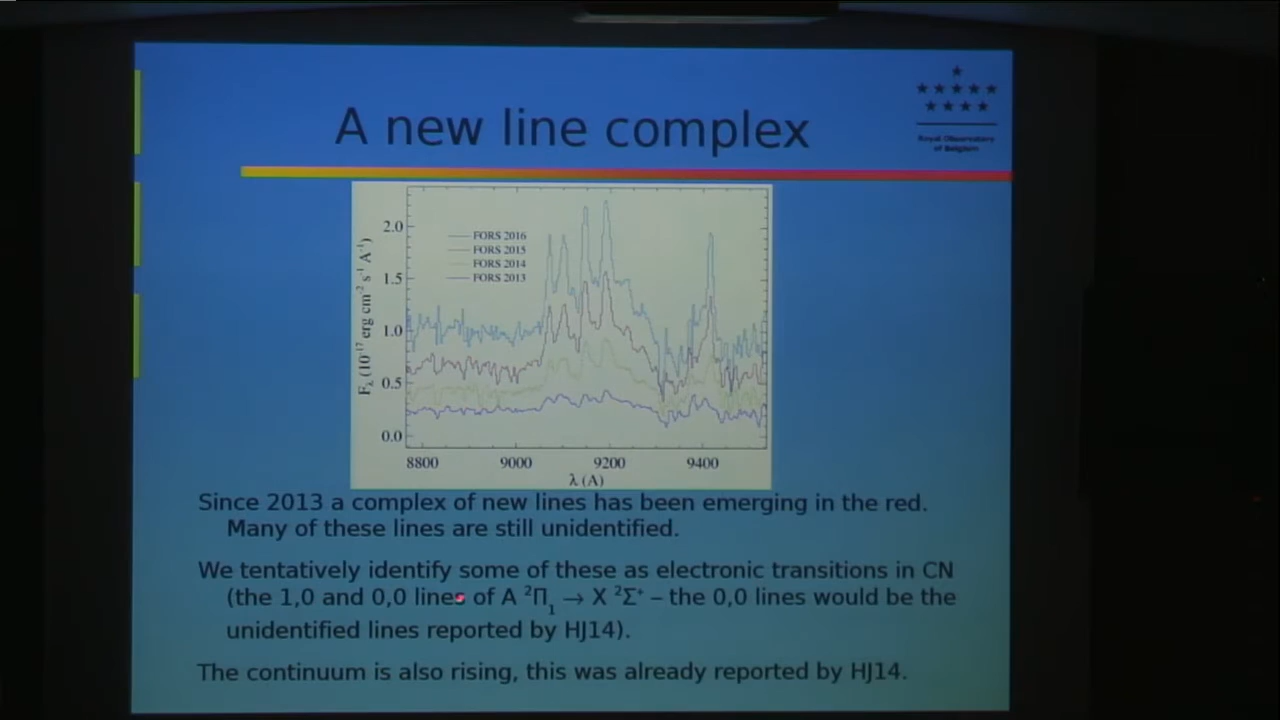 A new line complex
Royal Observatory
of Belgium
FORS 2016
FORS 2015
FORS 2014
FORS 2013
2.0
1.5
1.0
0.5
0.0
Fλ (10⁻¹⁷ erg cm⁻² s⁻¹ A⁻¹)
8800 9000 9200 9400
λ (A)
Since 2013 a complex of new lines has been emerging in the red.
Many of these lines are still unidentified.
We tentatively identify some of these as electronic transitions in CN
(the 1,0 and 0,0 lines of A ²Π₁ → X ²Σ⁺ – the 0,0 lines would be the
unidentified lines reported by HJ14).
The continuum is also rising, this was already reported by HJ14.